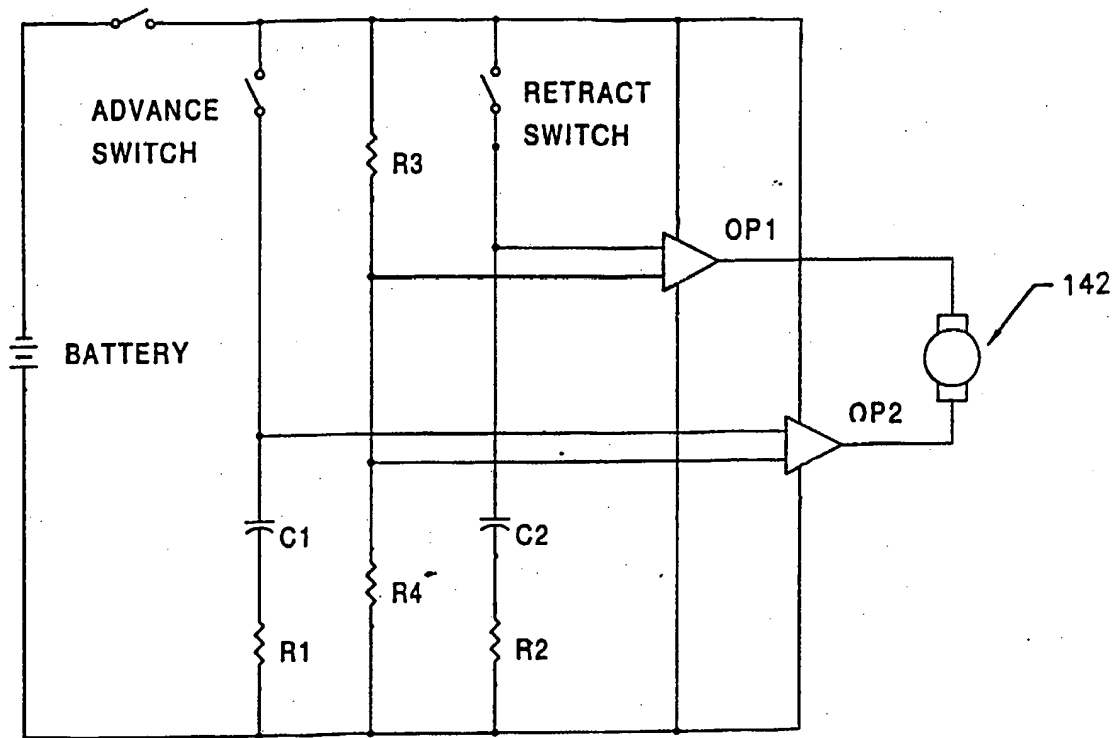 ADVANCE
SWITCH
RETRACT
SWITCH
R3
OP1
142
BATTERY
OP2
C1
C2
R4
R1
R2